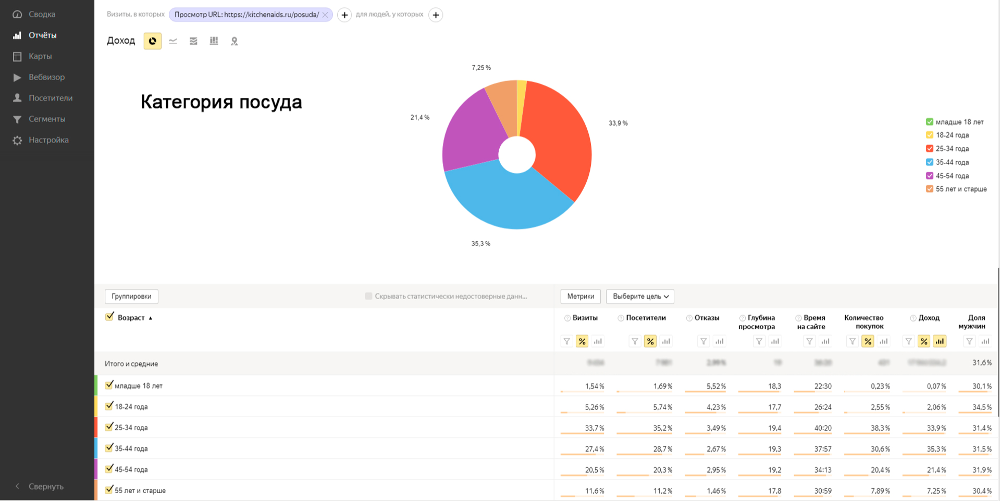 Сводка
Отчёты
Карты
Вебвизор
Посетители
Сегменты
Настройка
Свернуть
Визиты, в которых Просмотр URL: https://kitchenaids.ru/posuda/ для людей, у которых
Доход
Категория посуда
7,25 %
21,4 %
33,9 %
35,3 %
младше 18 лет
18-24 года
25-34 года
35-44 года
45-54 года
55 лет и старше
Группировки Скрывать статистически недостоверные данн... Метрики Выберите цель
Возраст ▲ Визиты Посетители Отказы Глубина просмотра Время на сайте Количество покупок Доход Доля мужчин
% % % %
Итого и средние 31,6 %
младше 18 лет 1,54 % 1,69 % 5,52 % 18,3 22:30 0,23 % 0,07 % 30,1 %
18-24 года 5,26 % 5,74 % 4,23 % 17,7 26:24 2,55 % 2,06 % 34,5 %
25-34 года 33,7 % 35,2 % 3,49 % 19,4 40:20 38,3 % 33,9 % 31,4 %
35-44 года 27,4 % 28,7 % 2,67 % 19,3 37:57 30,6 % 35,3 % 31,5 %
45-54 года 20,5 % 20,3 % 2,95 % 19,2 34:13 20,4 % 21,4 % 31,9 %
55 лет и старше 11,6 % 11,2 % 1,46 % 17,8 30:59 7,89 % 7,25 % 30,4 %